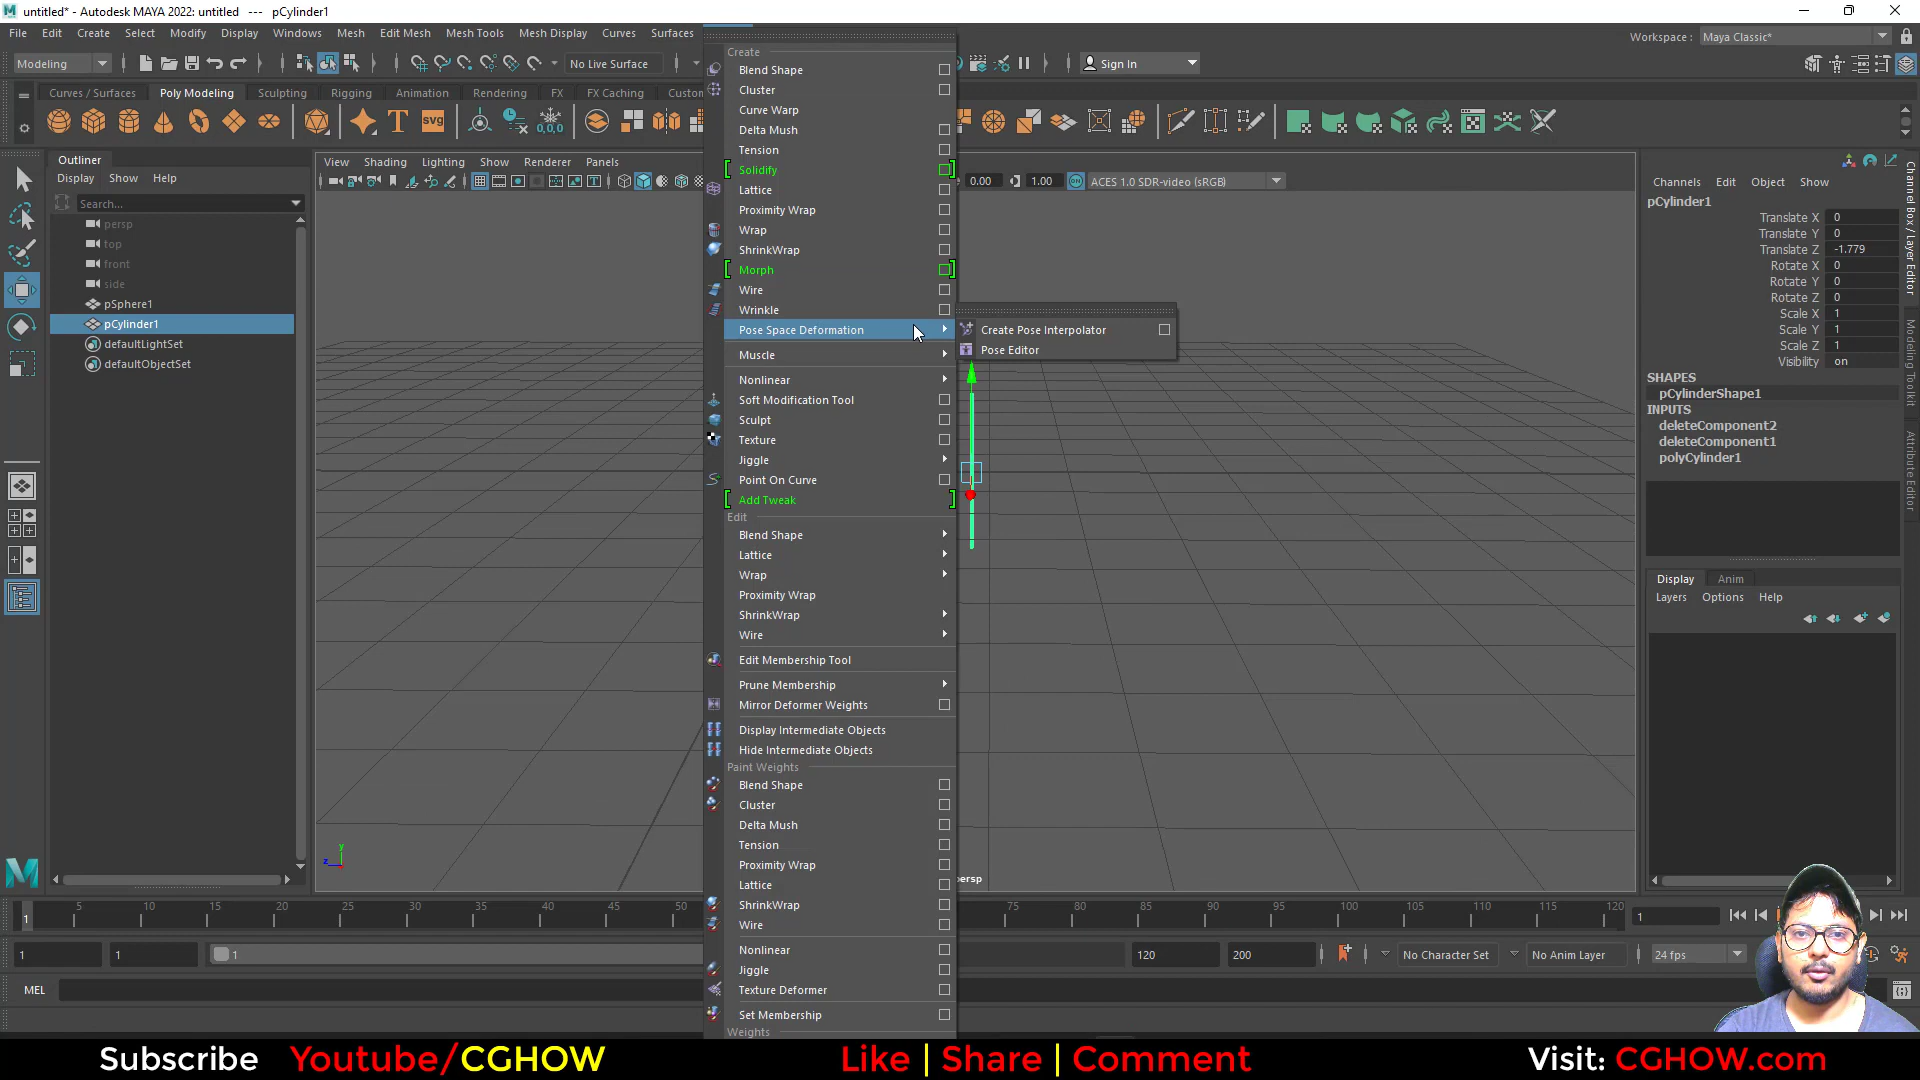 untitled* - Autodesk MAYA 2022: untitled --- pCylinder1
File Edit Create Select Modify Display Windows Mesh Edit Mesh Mesh Tools Mesh Display Curves Surfaces
Workspace : Maya Classic*
Modeling No Live Surface Sign In
Curves / Surfaces Poly Modeling Sculpting Rigging Animation Rendering FX FX Caching Custom
Outliner
Display Show Help
Search...
persp
top
front
side
pSphere1
pCylinder1
defaultLightSet
defaultObjectSet
View Shading Lighting Show Renderer Panels
0.00 1.00 ACES 1.0 SDR-video (sRGB)
Create
Blend Shape
Cluster
Curve Warp
Delta Mush
Tension
Solidify
Lattice
Proximity Wrap
Wrap
ShrinkWrap
Morph
Wire
Wrinkle
Pose Space Deformation
Create Pose Interpolator
Pose Editor
Muscle
Nonlinear
Soft Modification Tool
Sculpt
Texture
Jiggle
Point On Curve
Add Tweak
Edit
Blend Shape
Lattice
Wrap
Proximity Wrap
ShrinkWrap
Wire
Edit Membership Tool
Prune Membership
Mirror Deformer Weights
Display Intermediate Objects
Hide Intermediate Objects
Paint Weights
Blend Shape
Cluster
Delta Mush
Tension
Proximity Wrap
Lattice
ShrinkWrap
Wire
Nonlinear
Jiggle
Texture Deformer
Set Membership
Weights
persp
y
z
Channels Edit Object Show
pCylinder1
Translate X 0
Translate Y 0
Translate Z -1.779
Rotate X 0
Rotate Y 0
Rotate Z 0
Scale X 1
Scale Y 1
Scale Z 1
Visibility on
SHAPES
pCylinderShape1
INPUTS
deleteComponent2
deleteComponent1
polyCylinder1
Display Anim
Layers Options Help
Channel Box / Layer Editor
Modeling Toolkit
Attribute Editor
1 5 10 15 20 25 30 35 40 45 50 75 80 85 90 95 100 105 110 115 120 1
1 1 1 120 200 No Character Set No Anim Layer 24 fps
MEL
Subscribe Youtube/CGHOW Like | Share | Comment Visit: CGHOW.com